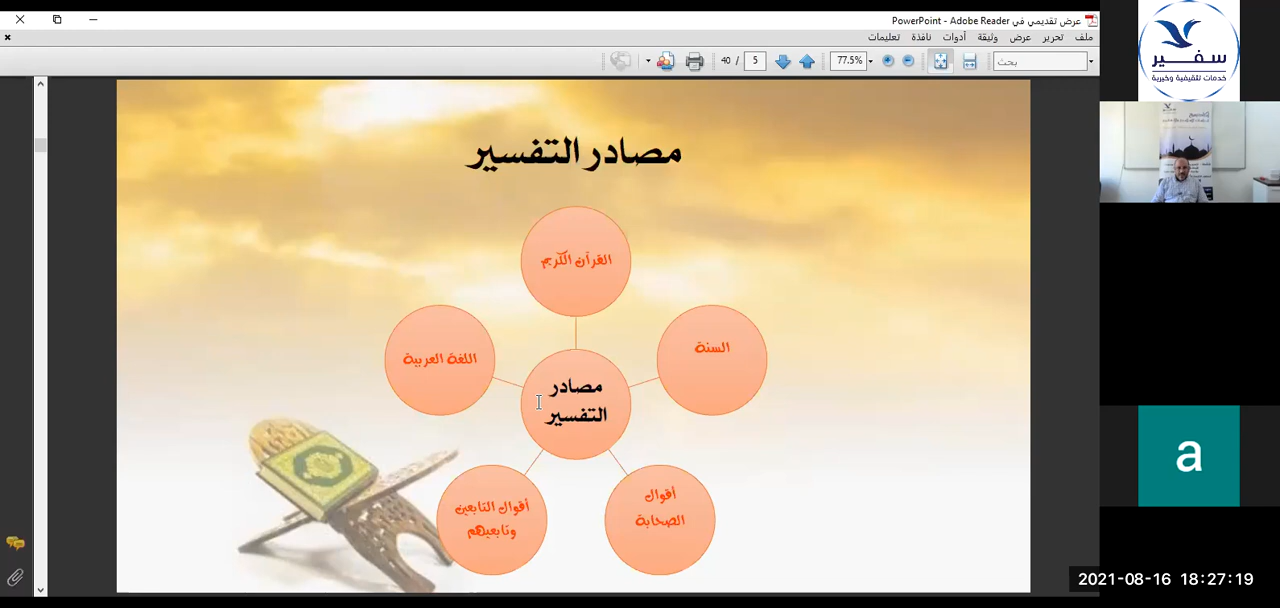 عرض تقديمي في PowerPoint - Adobe Reader
ملف تحرير عرض وثيقة أدوات نافذة تعليمات
40 / 5
77.5%
بحث
سفير
خدمات تثقيفية وخيرية
مصادر التفسير
القرآن الكريم
السنة
أقوال
الصحابة
أقوال التابعين
وتابعيهم
اللغة العربية
مصادر
التفسير
a
2021-08-16 18:27:19